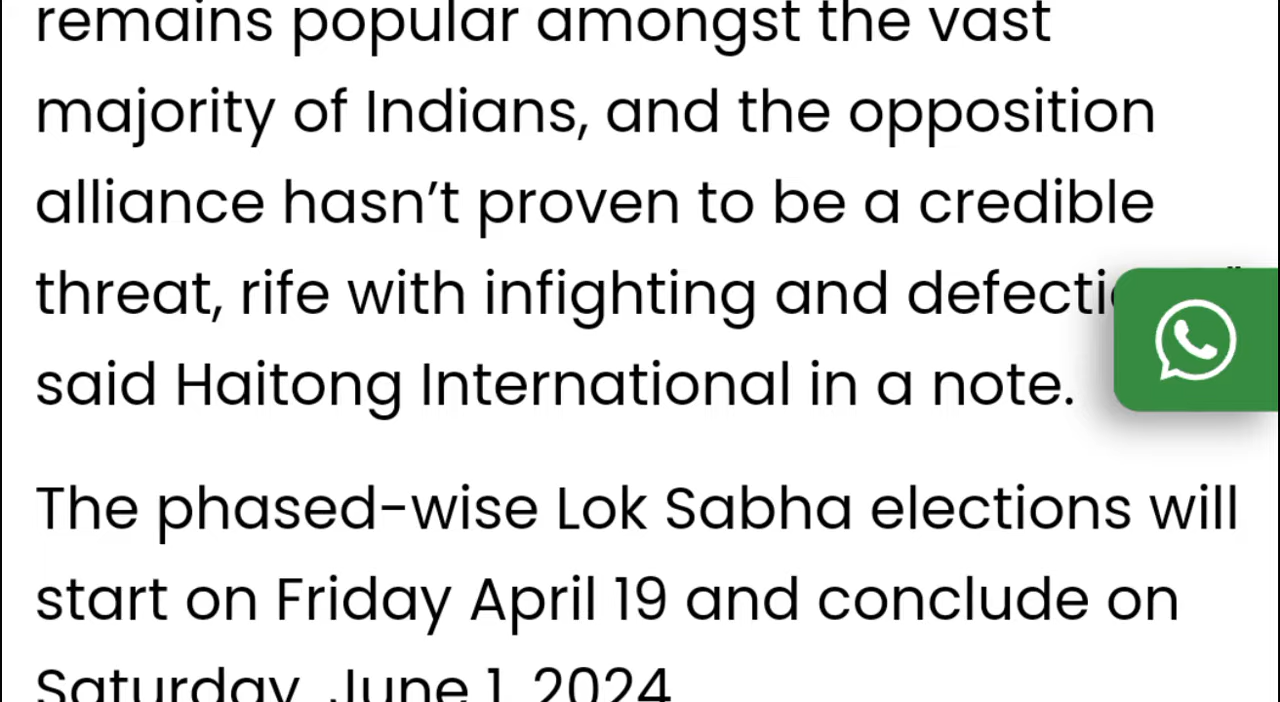 remains popular amongst the vast
majority of Indians, and the opposition
alliance hasn’t proven to be a credible
threat, rife with infighting and
said Haitong International in a note.
The phased-wise Lok Sabha elections will
start on Friday April 19 and conclude on
Saturday, June 1, 2024